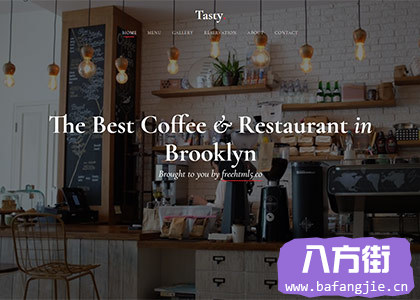 Tasty
HOME MENU GALLERY RESERVATION ABOUT CONTACT
The Best Coffee & Restaurant in
Brooklyn
Brought to you by freehtml5.co
八方街
www.bafangjie.cn